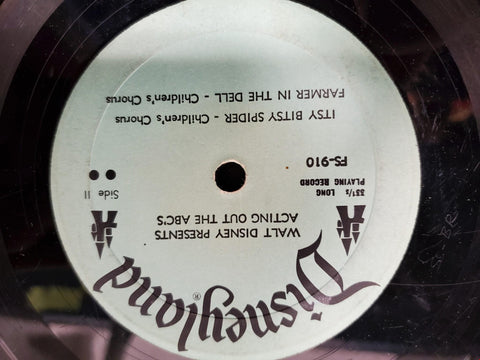 Disneyland®
WALT DISNEY PRESENTS
ACTING OUT THE ABC'S
33⅓ LONG
PLAYING RECORD
Side II
FS-910
ITSY BITSY SPIDER - Children's Chorus
FARMER IN THE DELL - Children's Chorus